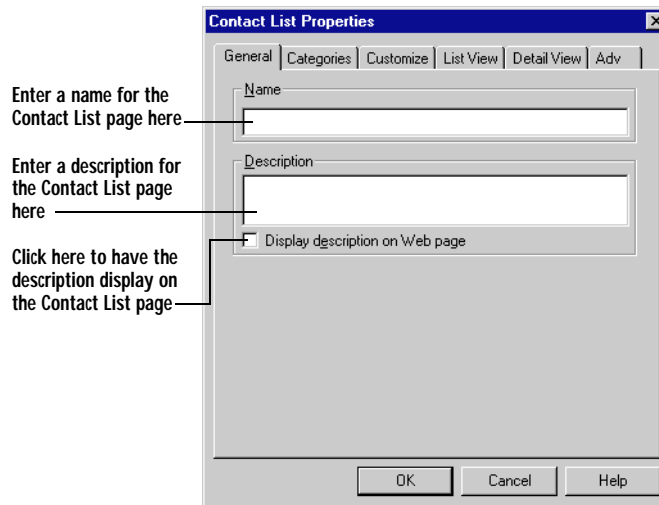 Contact List Properties
General Categories Customize List View Detail View Adv
Enter a name for the
Contact List page here
Name
Enter a description for
the Contact List page
here
Description
Click here to have the
description display on
the Contact List page
Display description on Web page
OK Cancel Help